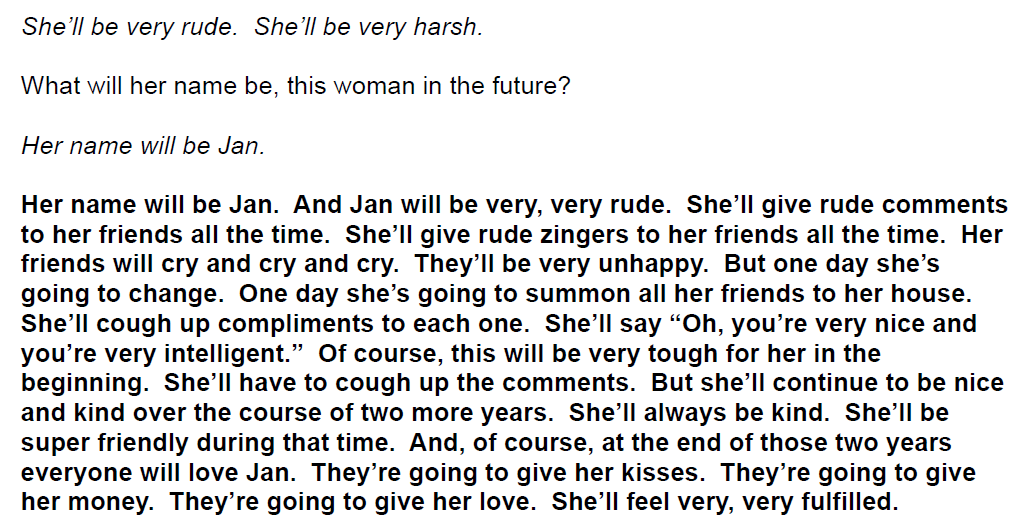 She’ll be very rude.  She’ll be very harsh.
What will her name be, this woman in the future?
Her name will be Jan.
Her name will be Jan.  And Jan will be very, very rude.  She’ll give rude comments
to her friends all the time.  She’ll give rude zingers to her friends all the time.  Her
friends will cry and cry and cry.  They’ll be very unhappy.  But one day she’s
going to change.  One day she’s going to summon all her friends to her house.
She’ll cough up compliments to each one.  She’ll say “Oh, you’re very nice and
you’re very intelligent.”  Of course, this will be very tough for her in the
beginning.  She’ll have to cough up the comments.  But she’ll continue to be nice
and kind over the course of two more years.  She’ll always be kind.  She’ll be
super friendly during that time.  And, of course, at the end of those two years
everyone will love Jan.  They’re going to give her kisses.  They’re going to give
her money.  They’re going to give her love.  She’ll feel very, very fulfilled.